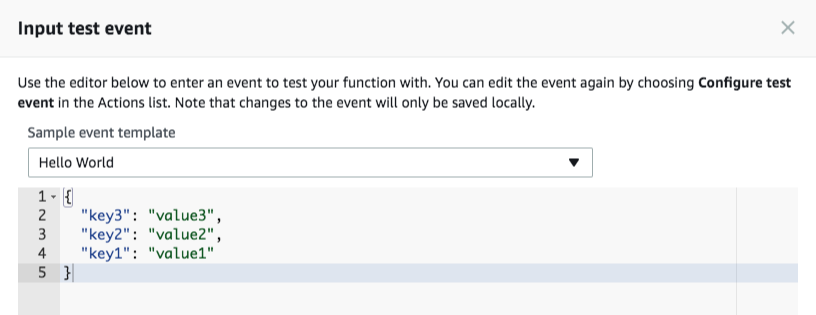 Input test event
Use the editor below to enter an event to test your function with. You can edit the event again by choosing Configure test
event in the Actions list. Note that changes to the event will only be saved locally.
Sample event template
Hello World
1 {
2 "key3": "value3",
3 "key2": "value2",
4 "key1": "value1"
5 }